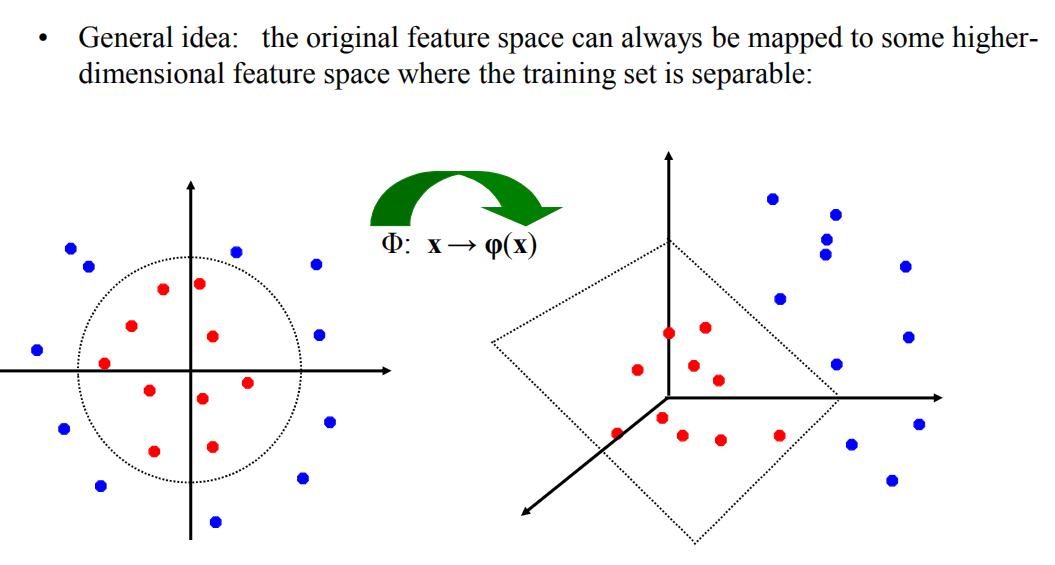 • General idea: the original feature space can always be mapped to some higher-
dimensional feature space where the training set is separable:
Φ: x → φ(x)